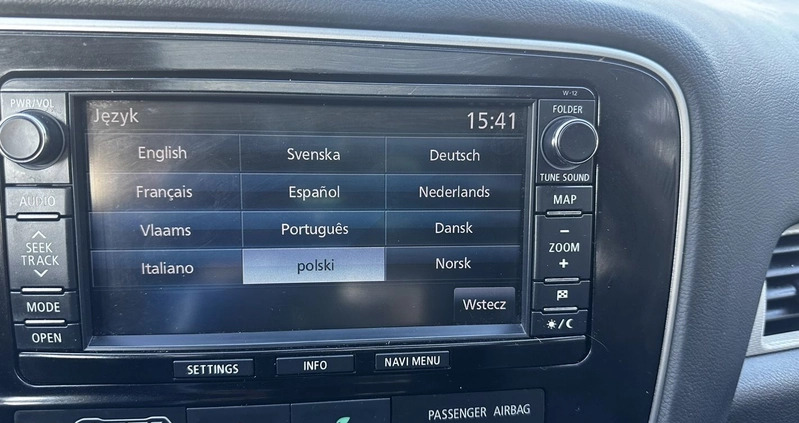 W-12
PWR/VOL
FOLDER
Język 15:41
English Svenska Deutsch
TUNE SOUND
Français Español Nederlands
AUDIO
MAP
Vlaams Português Dansk
SEEK
TRACK
ZOOM
Italiano polski Norsk
MODE
Wstecz
OPEN
SETTINGS INFO NAVI MENU
PASSENGER AIRBAG